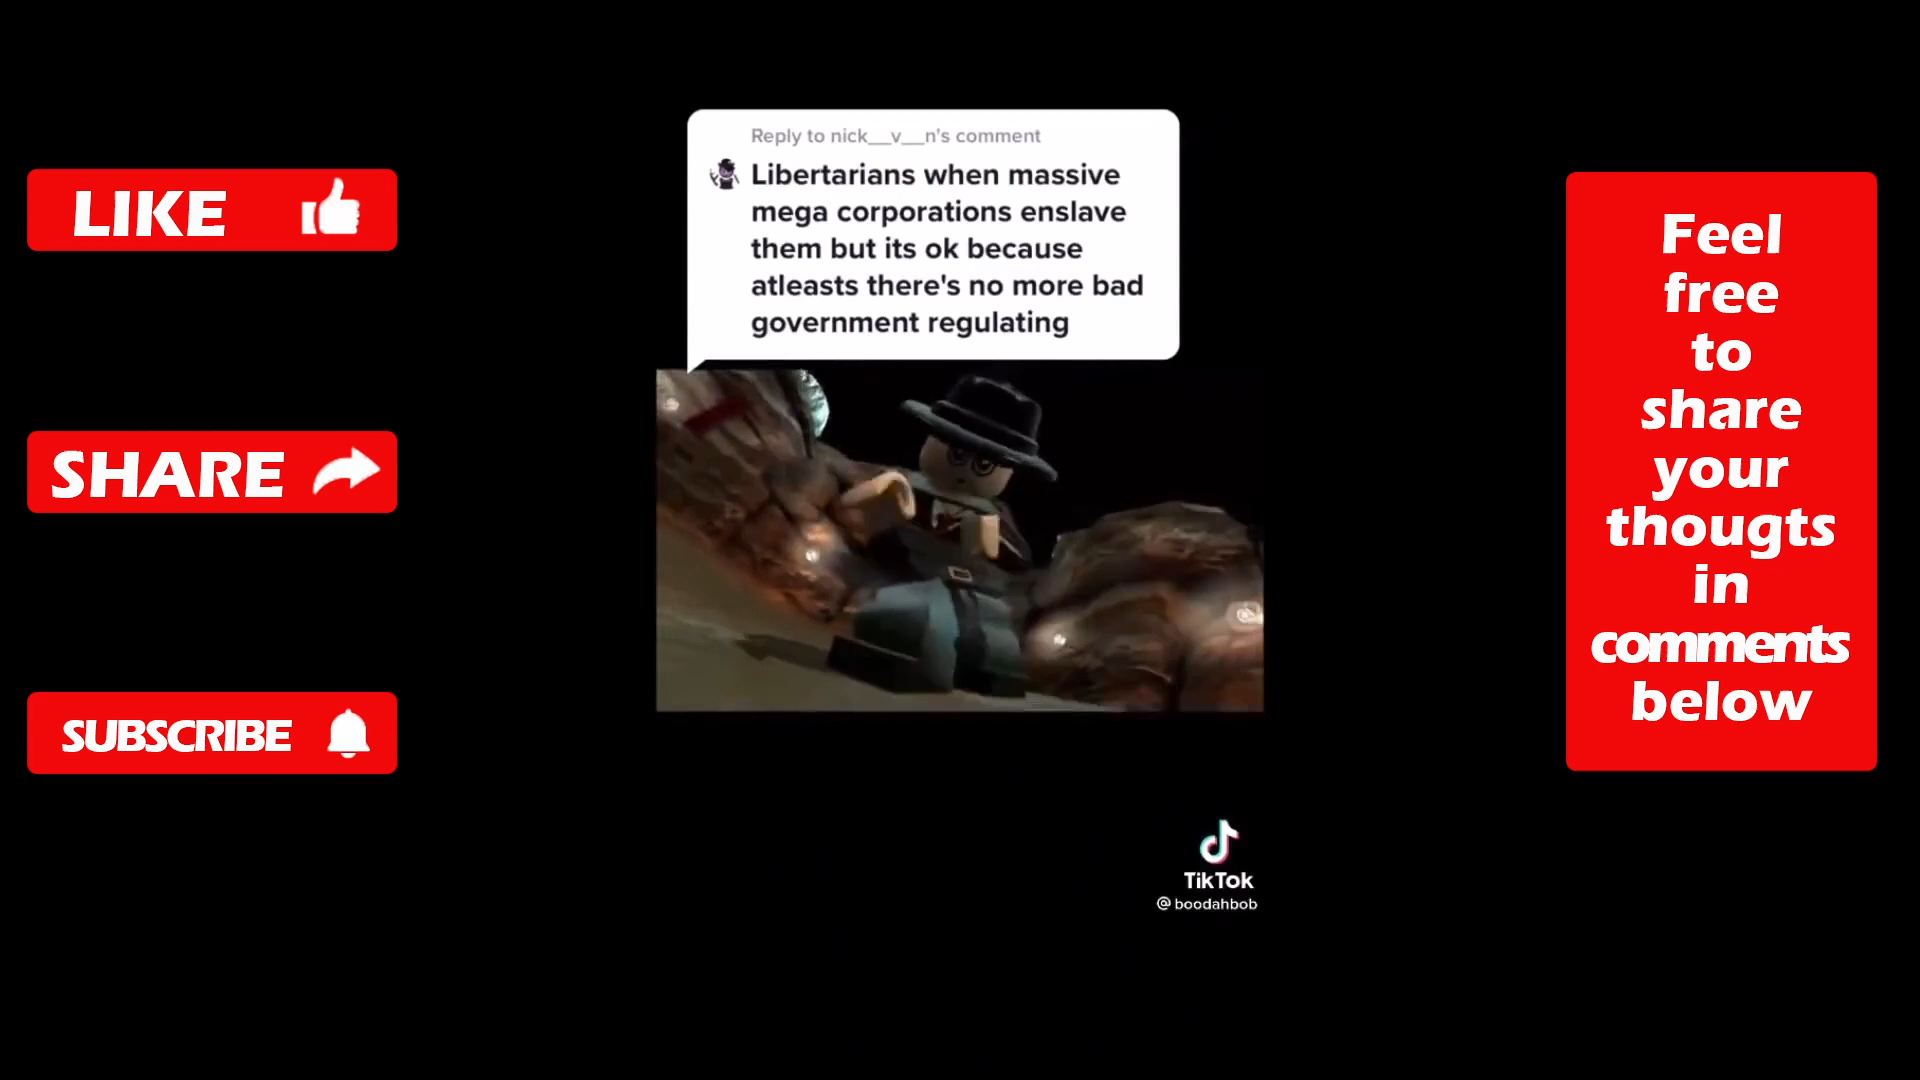 Reply to nick__v__n's comment
Libertarians when massive
mega corporations enslave
them but its ok because
atleasts there's no more bad
government regulating
LIKE
SHARE
SUBSCRIBE
Feel
free
to
share
your
thougts
in
comments
below
TikTok
@boodahbob